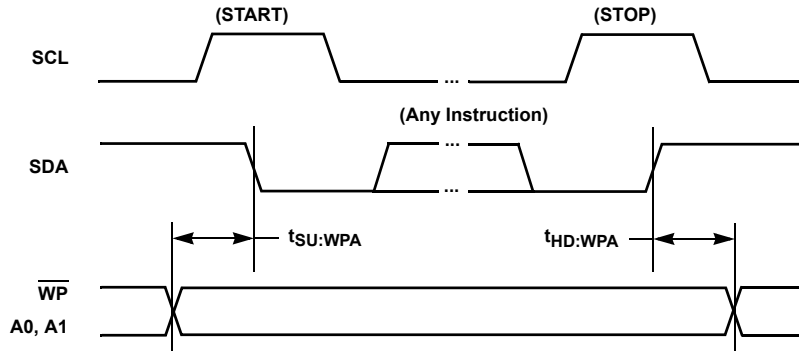 (START) (STOP)
SCL
...
(Any Instruction)
SDA
...
...
tSU:WPA tHD:WPA
WP
A0, A1